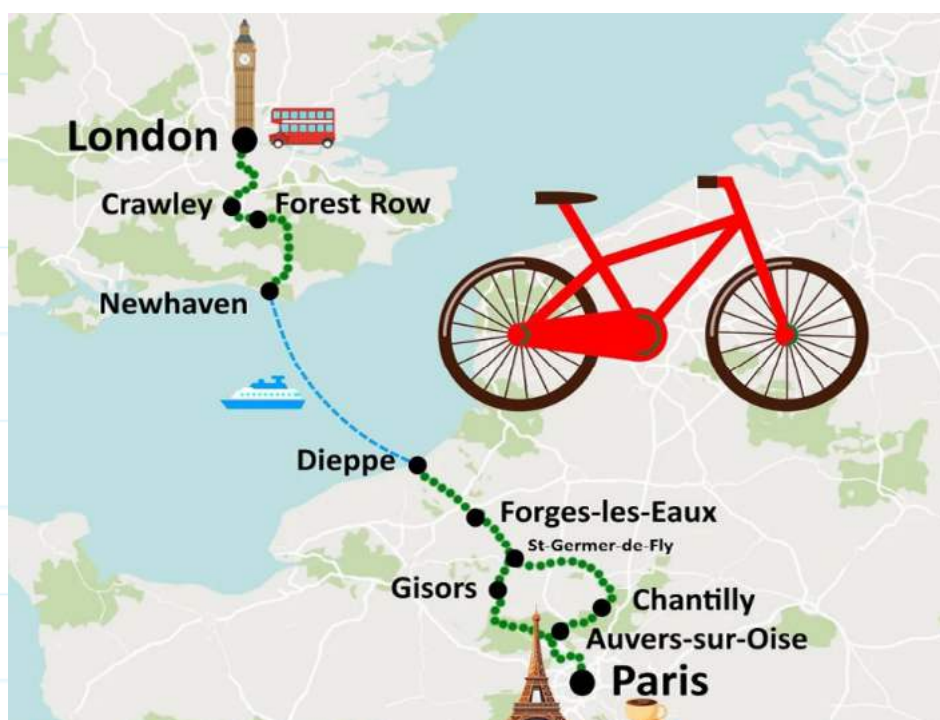 London
Crawley
Forest Row
Newhaven
Dieppe
Forges-les-Eaux
St-Germer-de-Fly
Gisors
Chantilly
Auvers-sur-Oise
Paris